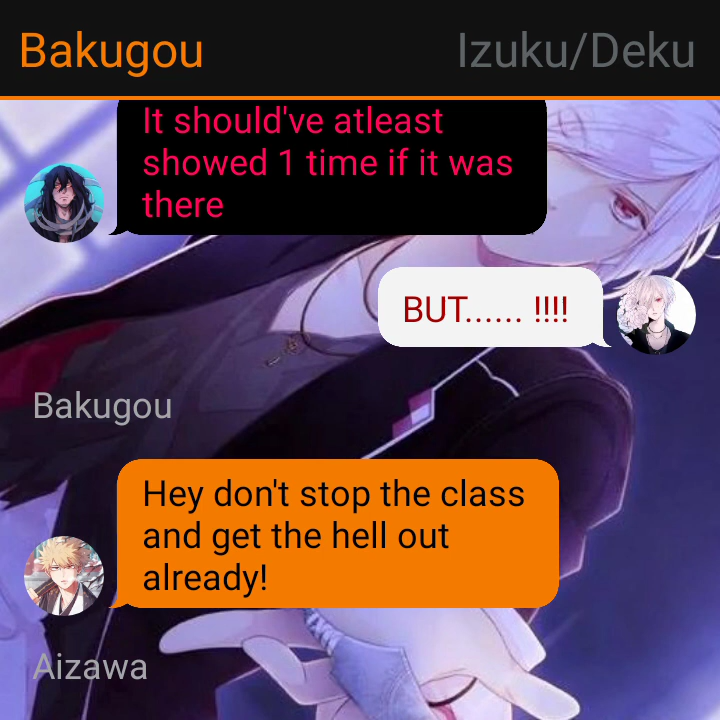 Bakugou Izuku/Deku
It should've atleast
showed 1 time if it was
there
BUT...... !!!!
Bakugou
Hey don't stop the class
and get the hell out
already!
Aizawa